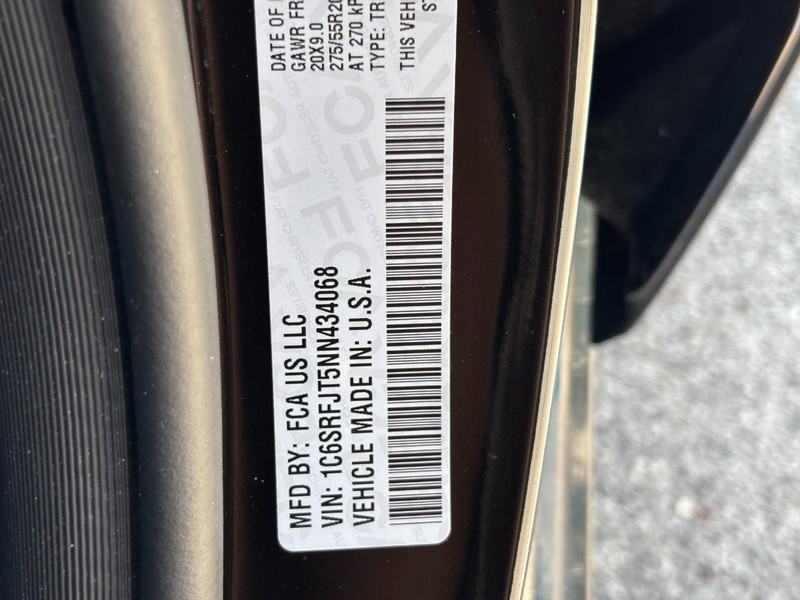 MFD BY: FCA US LLC
DATE OF
VIN: 1C6SRFJT5NN434068
GAWR FR
VEHICLE MADE IN: U.S.A.
20X9.0
275/55R20
AT 270 kP
TYPE: TR
THIS VEHI